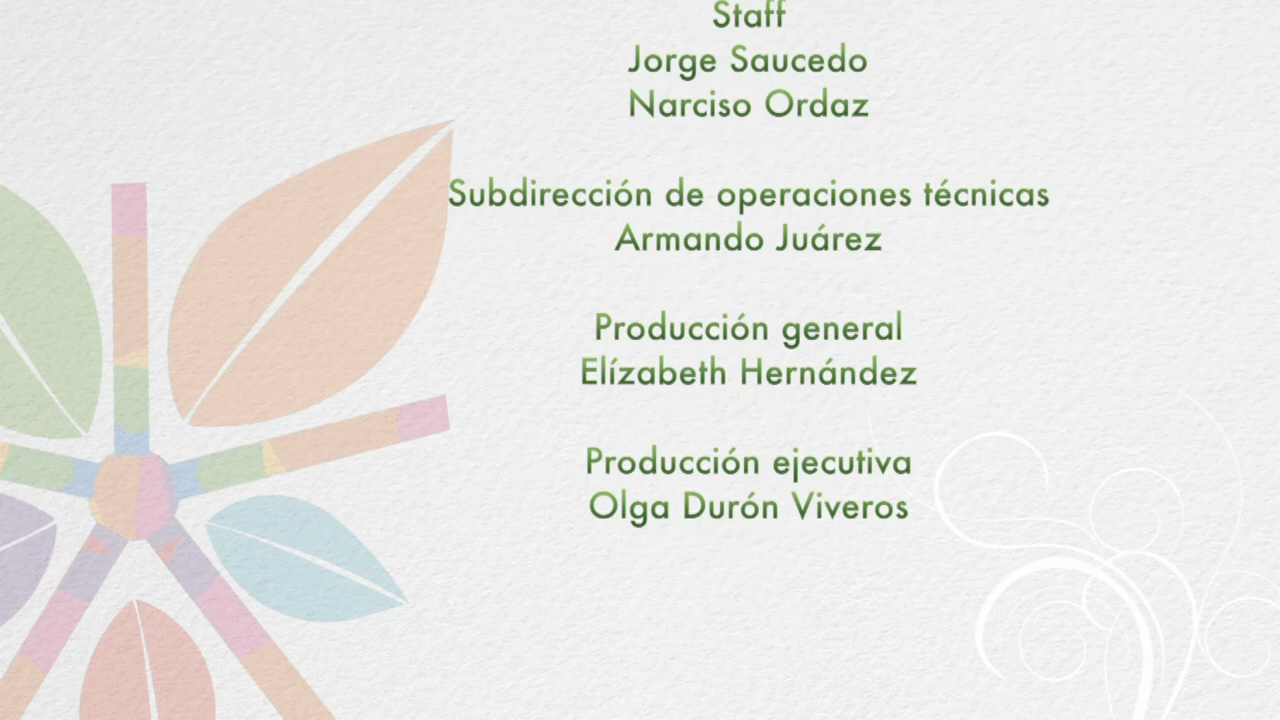 Staff
Jorge Saucedo
Narciso Ordaz
Subdirección de operaciones técnicas
Armando Juárez
Producción general
Elízabeth Hernández
Producción ejecutiva
Olga Durón Viveros